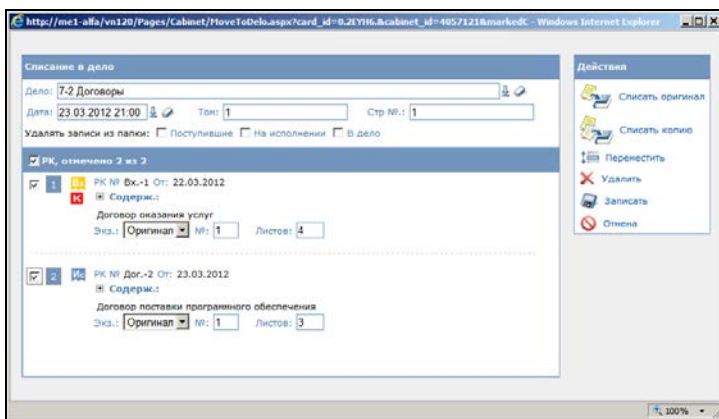 http://me1-alfa/vn120/Pages/Cabinet/MoveToDelo.aspx?card_id=0.2EYH6.&cabinet_id=4057121&markedC - Windows Internet Explorer
Списание в дело
Дело: 7-2 Договоры
Дата: 23.03.2012 21:00 Том: 1 Стр №.: 1
Удалять записи из папки: Поступившие На исполнении В дело
РК, отмечено 2 из 2
1 Вх РК № Вх.-1 От: 22.03.2012
К Содерж.:
Договор оказания услуг
Экз.: Оригинал №: 1 Листов: 4
2 Ис РК № Дог.-2 От: 23.03.2012
Содерж.:
Договор поставки программного обеспечения
Экз.: Оригинал №: 1 Листов: 3
Действия
Списать оригинал
Списать копию
Переместить
Удалить
Записать
Отмена
100%